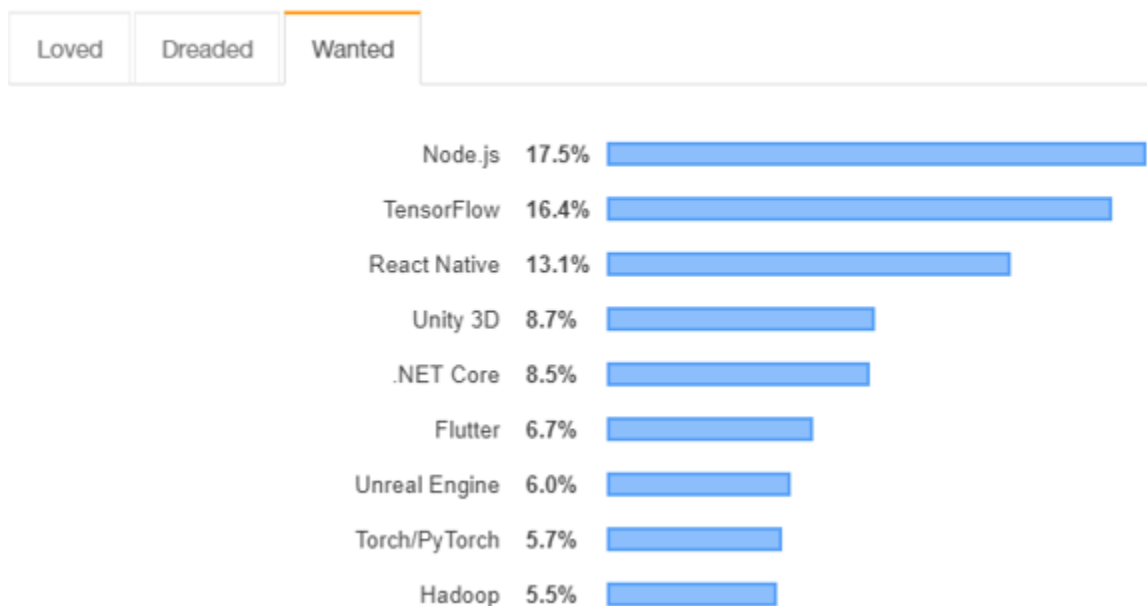 Loved Dreaded Wanted
Node.js 17.5%
TensorFlow 16.4%
React Native 13.1%
Unity 3D 8.7%
.NET Core 8.5%
Flutter 6.7%
Unreal Engine 6.0%
Torch/PyTorch 5.7%
Hadoop 5.5%